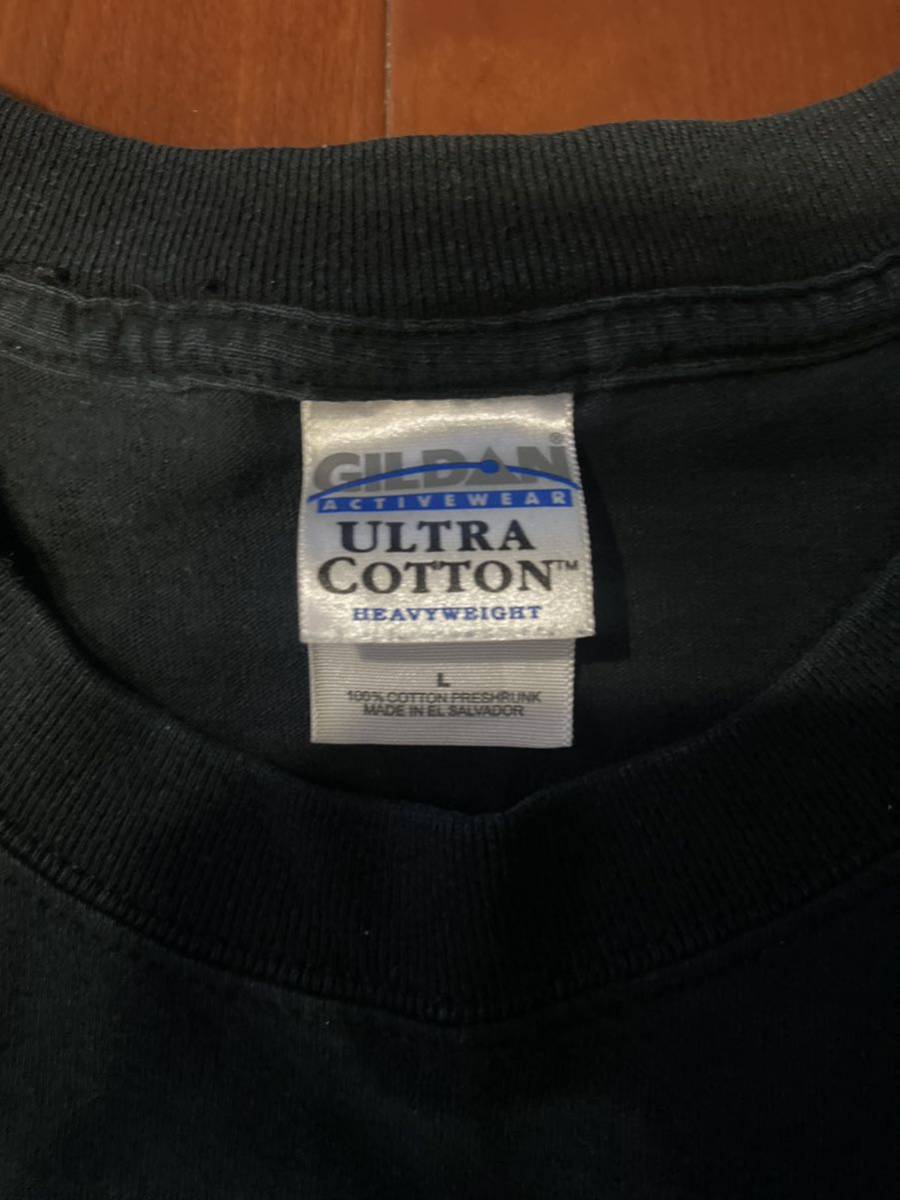 GILDAN®
ACTIVEWEAR
ULTRA
COTTON™
HEAVYWEIGHT
L
100% COTTON PRESHRUNK
MADE IN EL SALVADOR